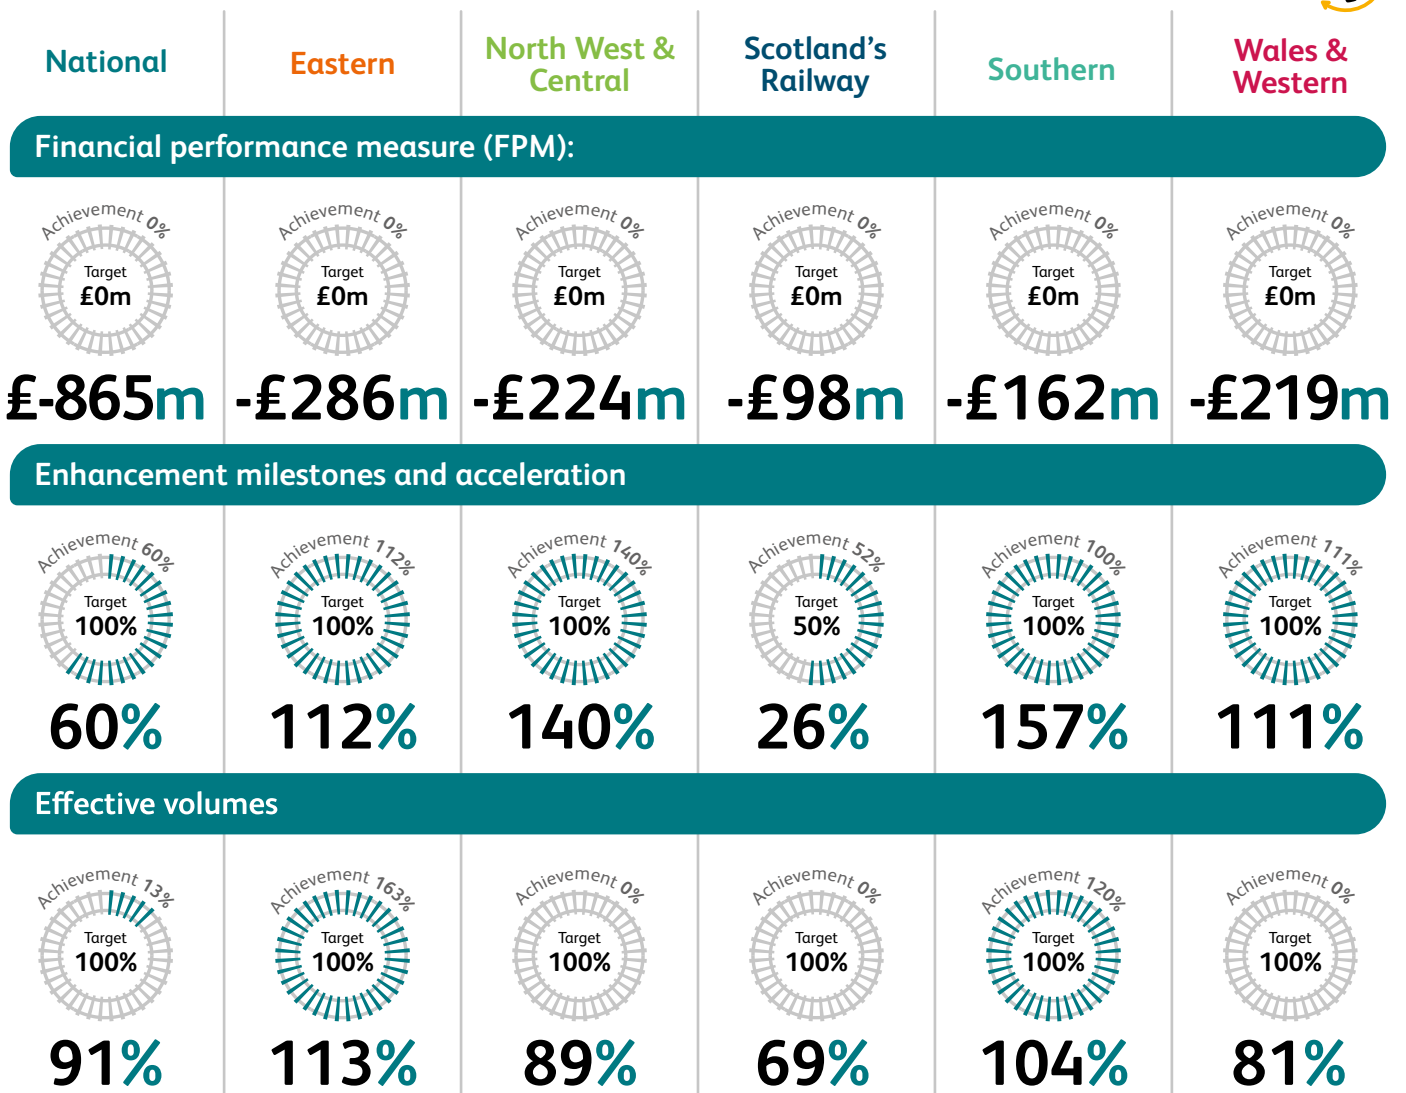 National
Eastern
North West &
Central
Scotland's
Railway
Southern
Wales &
Western
Financial performance measure (FPM):
Achievement 0%
Target
£0m
£-865m
Achievement 0%
Target
£0m
-£286m
Achievement 0%
Target
£0m
-£224m
Achievement 0%
Target
£0m
-£98m
Achievement 0%
Target
£0m
-£162m
Achievement 0%
Target
£0m
-£219m
Enhancement milestones and acceleration
Achievement 60%
Target
100%
60%
Achievement 112%
Target
100%
112%
Achievement 140%
Target
100%
140%
Achievement 52%
Target
50%
26%
Achievement 100%
Target
100%
157%
Achievement 111%
Target
100%
111%
Effective volumes
Achievement 13%
Target
100%
91%
Achievement 163%
Target
100%
113%
Achievement 0%
Target
100%
89%
Achievement 0%
Target
100%
69%
Achievement 120%
Target
100%
104%
Achievement 0%
Target
100%
81%